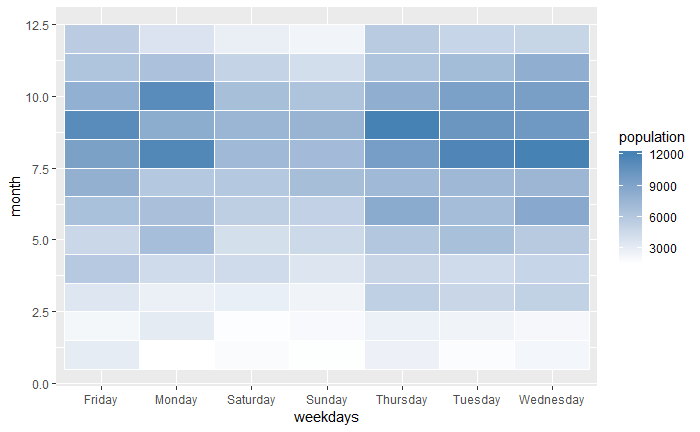 12.5
10.0
7.5
5.0
2.5
0.0
month
Friday Monday Saturday Sunday Thursday Tuesday Wednesday
weekdays
population
12000
9000
6000
3000